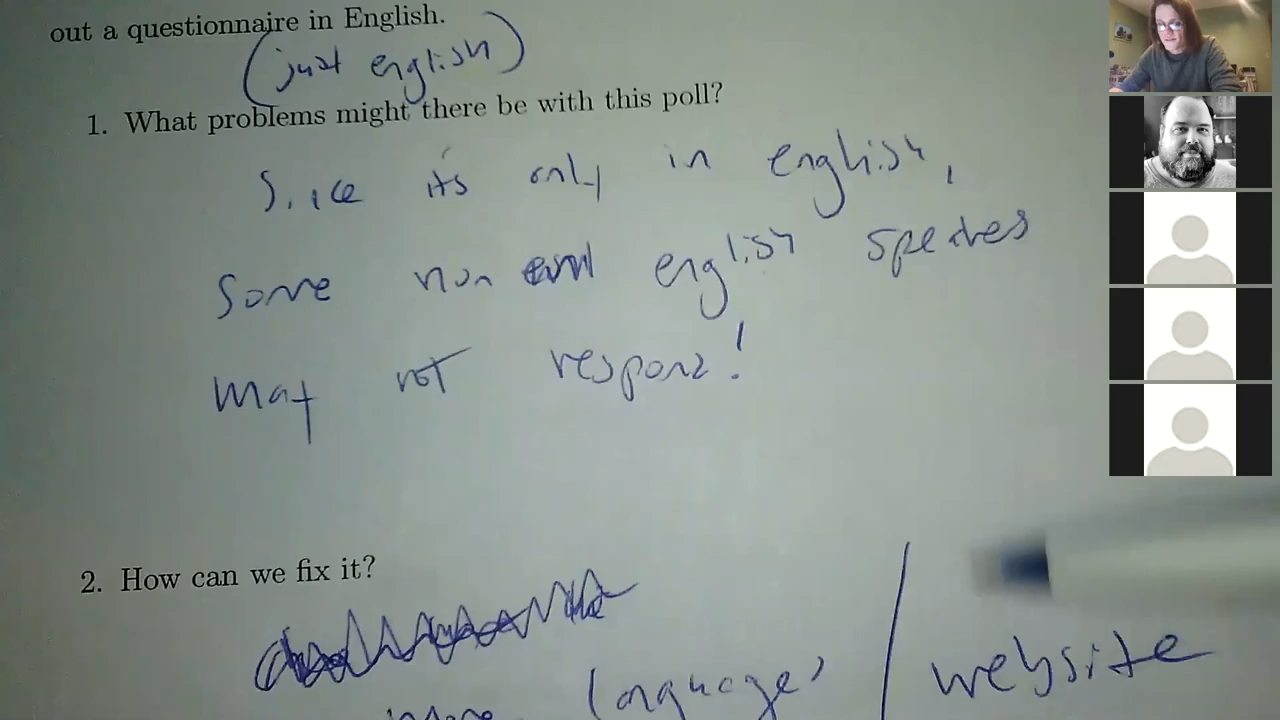 out a questionnaire in English.
(just english)
1. What problems might there be with this poll?
Since its only in english,
Some non english speakers
may not respond!
2. How can we fix it?
languages
website